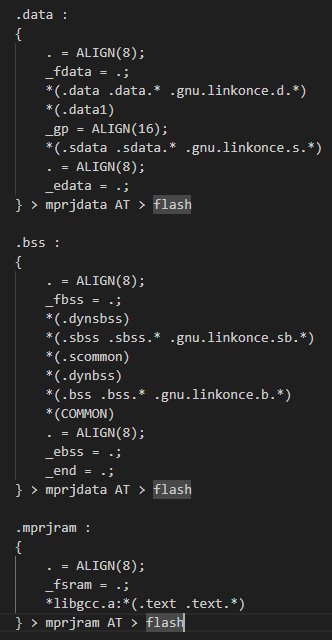 .data :
{
    . = ALIGN(8);
    _fdata = .;
    *(.data .data.* .gnu.linkonce.d.*)
    *(.data1)
    _gp = ALIGN(16);
    *(.sdata .sdata.* .gnu.linkonce.s.*)
    . = ALIGN(8);
    _edata = .;
} > mprjdata AT > flash

.bss :
{
    . = ALIGN(8);
    _fbss = .;
    *(.dynsbss)
    *(.sbss .sbss.* .gnu.linkonce.sb.*)
    *(.scommon)
    *(.dynbss)
    *(.bss .bss.* .gnu.linkonce.b.*)
    *(COMMON)
    . = ALIGN(8);
    _ebss = .;
    _end = .;
} > mprjdata AT > flash

.mprjram :
{
    . = ALIGN(8);
    _fsram = .;
    *libgcc.a:*(.text .text.*)
} > mprjram AT > flash